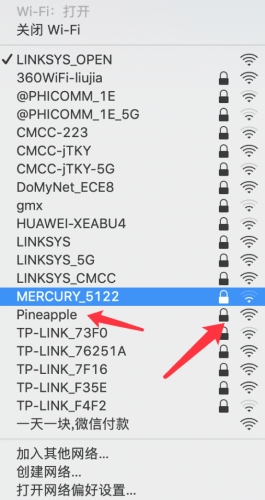 Wi-Fi：打开
关闭 Wi-Fi
LINKSYS_OPEN
360WiFi-liujia
@PHICOMM_1E
@PHICOMM_1E_5G
CMCC-223
CMCC-jTKY
CMCC-jTKY-5G
DoMyNet_ECE8
gmx
HUAWEI-XEABU4
LINKSYS
LINKSYS_5G
LINKSYS_CMCC
MERCURY_5122
Pineapple
TP-LINK_73F0
TP-LINK_76251A
TP-LINK_7F16
TP-LINK_F35E
TP-LINK_F4F2
一天一块,微信付款
加入其他网络...
创建网络...
打开网络偏好设置...